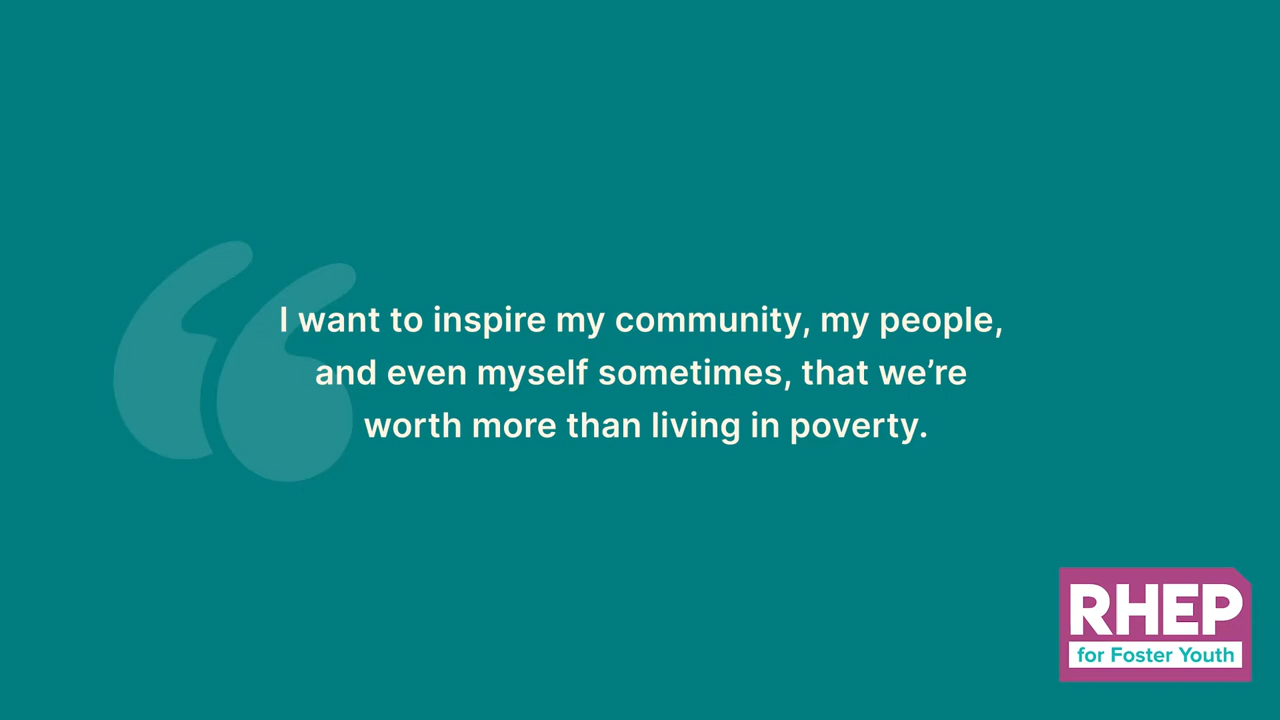 I want to inspire my community, my people,
and even myself sometimes, that we’re
worth more than living in poverty.
RHEP
for Foster Youth